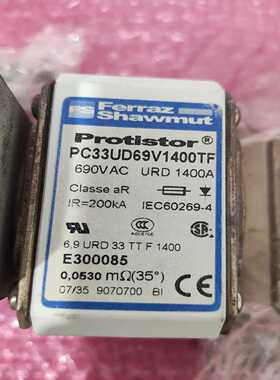 FS Ferraz Shawmut
Protistor®
PC33UD69V1400TF
690VAC URD 1400A
Classe aR
IR=200kA IEC60269-4
6,9 URD 33 TT F 1400
E300085
0,0530 mΩ(35°)
07/35 9070700 BI